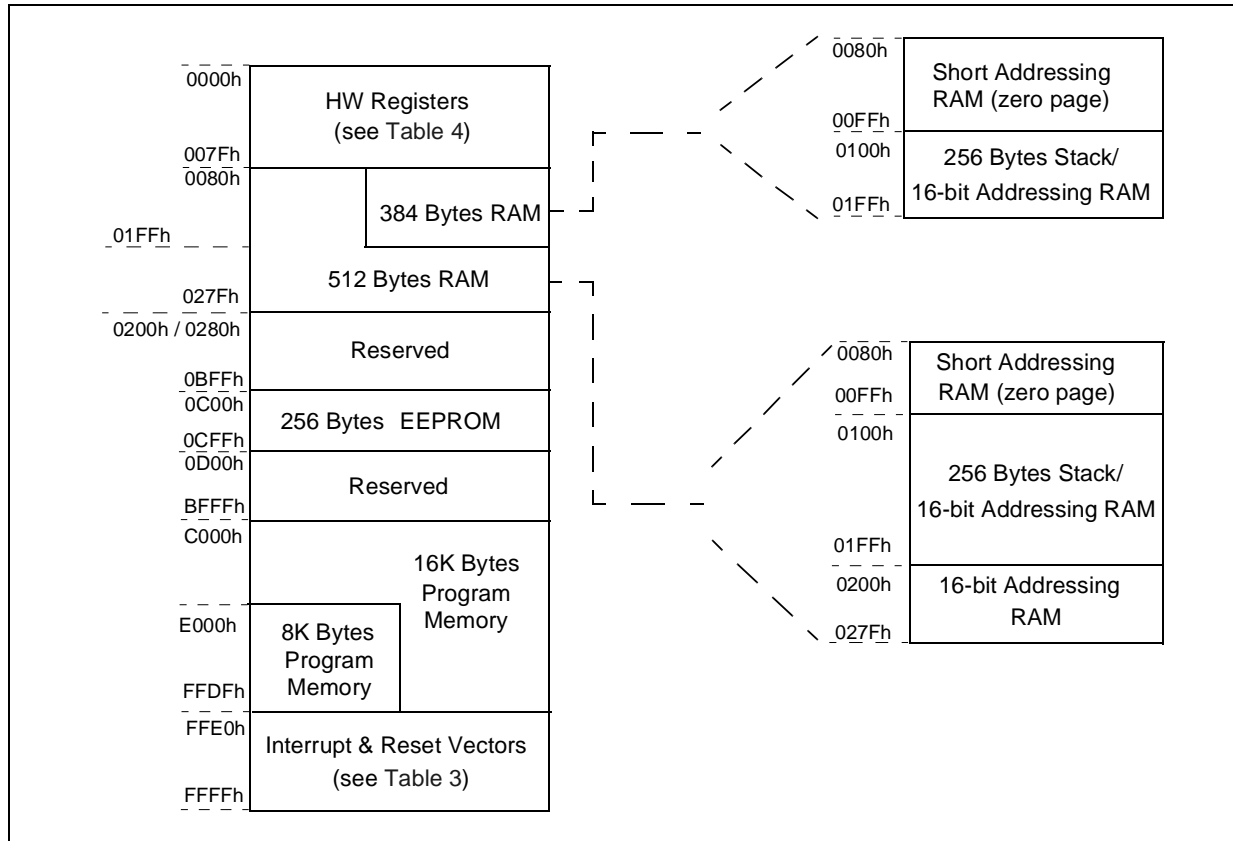 0000h
HW Registers
(see Table 4)
007Fh
0080h
384 Bytes RAM
01FFh
512 Bytes RAM
027Fh
0200h / 0280h
Reserved
0BFFh
0C00h
256 Bytes EEPROM
0CFFh
0D00h
Reserved
BFFFh
C000h
16K Bytes
Program
Memory
E000h
8K Bytes
Program
Memory
FFDFh
FFE0h
Interrupt & Reset Vectors
(see Table 3)
FFFFh
0080h
Short Addressing
RAM (zero page)
00FFh
0100h
256 Bytes Stack/
16-bit Addressing RAM
01FFh
0080h
Short Addressing
RAM (zero page)
00FFh
0100h
256 Bytes Stack/
16-bit Addressing RAM
01FFh
0200h
16-bit Addressing
RAM
027Fh